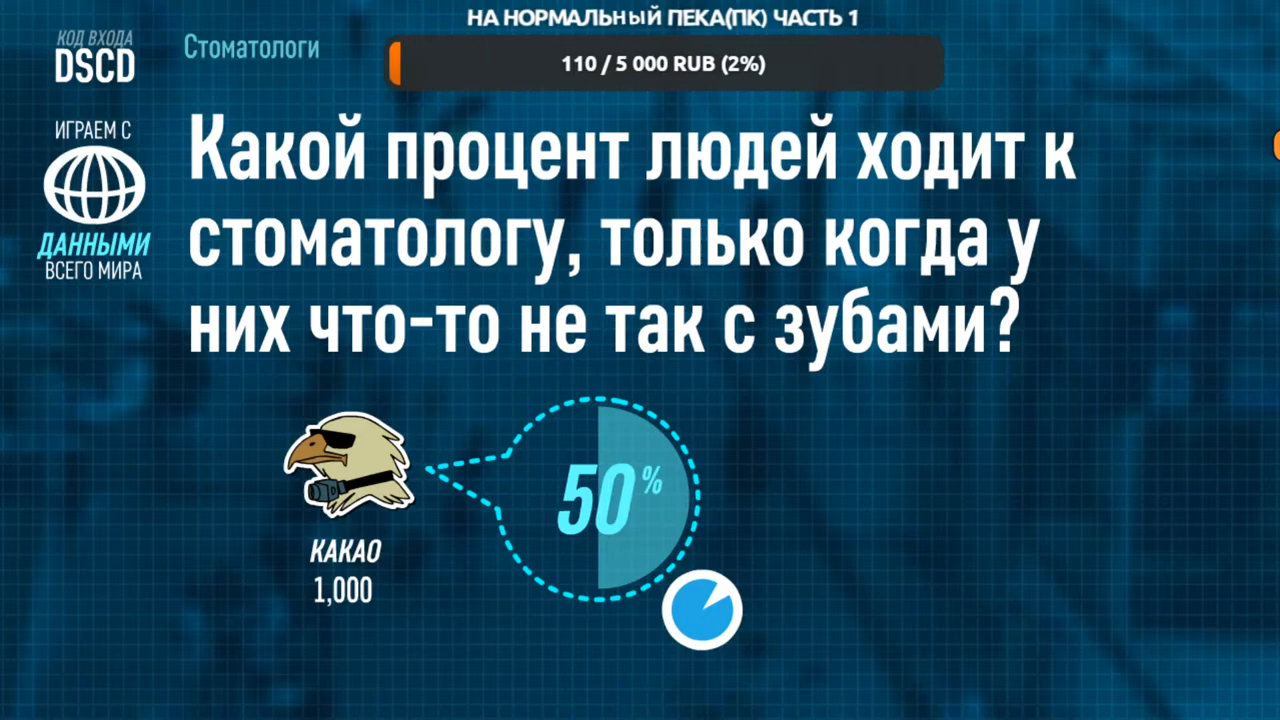 НА НОРМАЛЬНЫЙ ПЕКА(ПК) ЧАСТЬ 1
110 / 5 000 RUB (2%)
КОД ВХОДА
DSCD
Стоматологи
ИГРАЕМ С
ДАННЫМИ
ВСЕГО МИРА
Какой процент людей ходит к
стоматологу, только когда у
них что-то не так с зубами?
50%
КАКАО
1,000